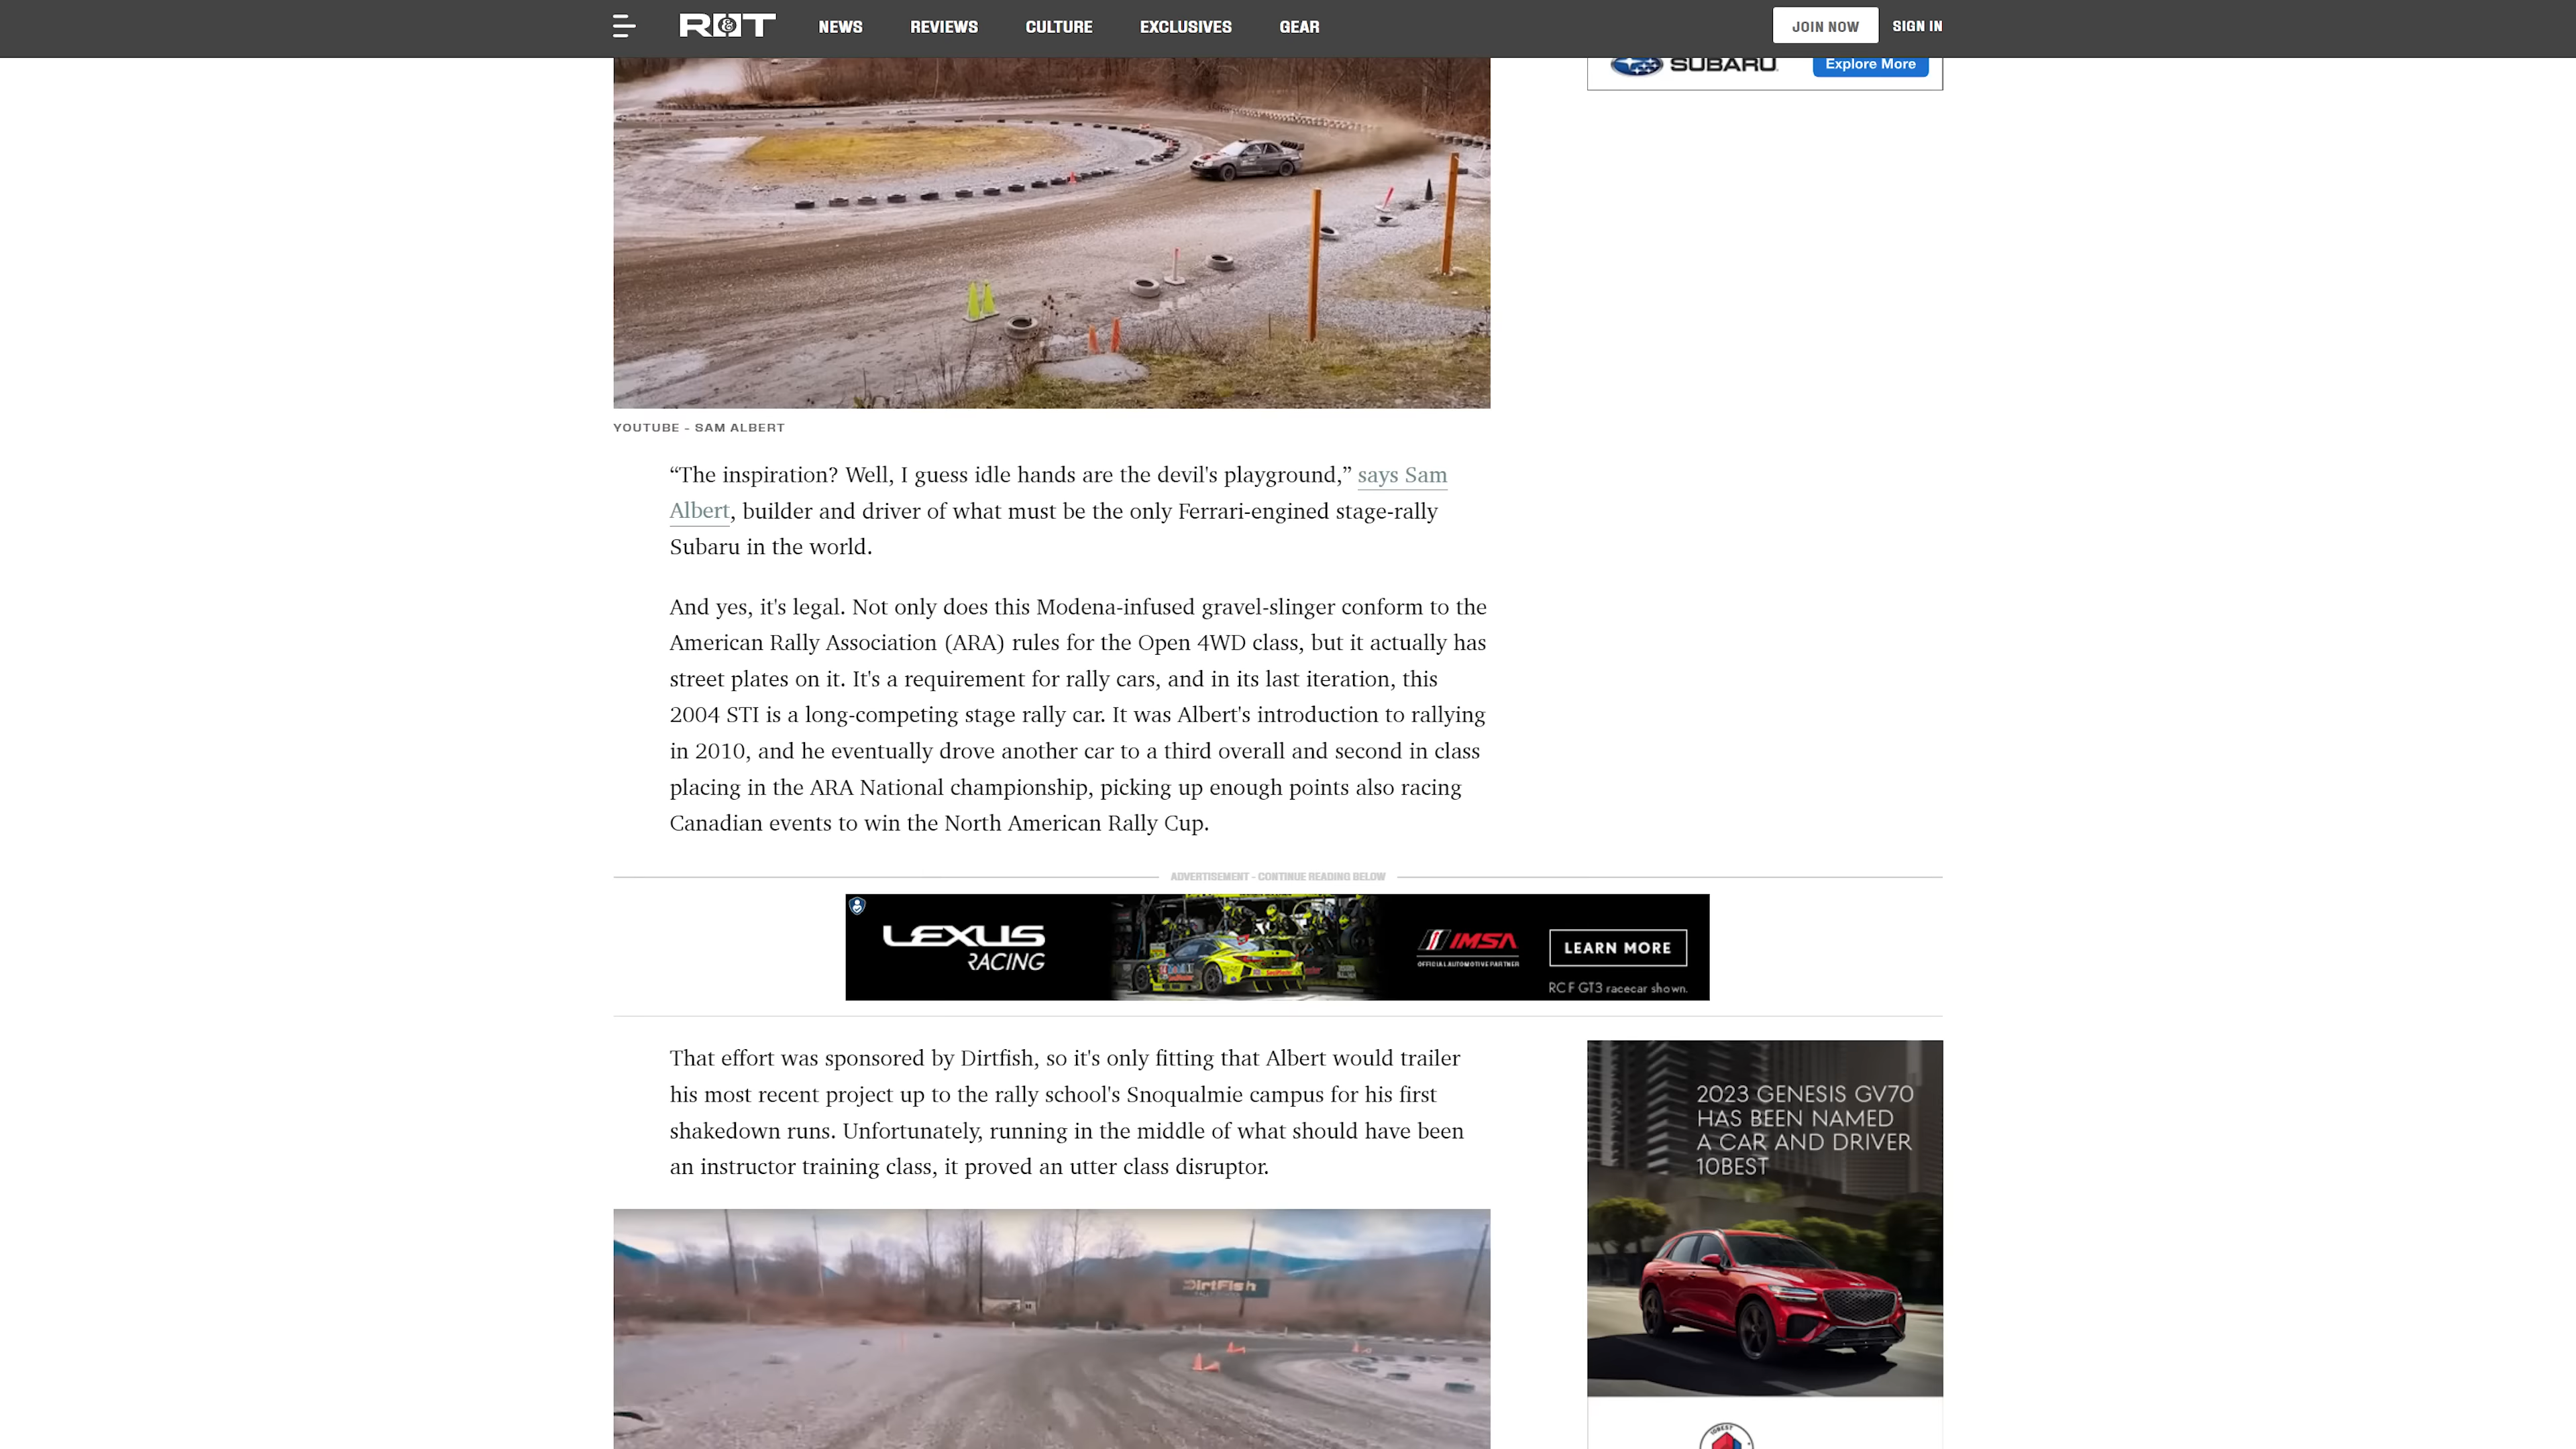 R&T
NEWS
REVIEWS
CULTURE
EXCLUSIVES
GEAR
JOIN NOW
SIGN IN
SUBARU
Explore More
YOUTUBE - SAM ALBERT
“The inspiration? Well, I guess idle hands are the devil's playground,” says Sam
Albert, builder and driver of what must be the only Ferrari-engined stage-rally
Subaru in the world.
And yes, it's legal. Not only does this Modena-infused gravel-slinger conform to the
American Rally Association (ARA) rules for the Open 4WD class, but it actually has
street plates on it. It's a requirement for rally cars, and in its last iteration, this
2004 STI is a long-competing stage rally car. It was Albert's introduction to rallying
in 2010, and he eventually drove another car to a third overall and second in class
placing in the ARA National championship, picking up enough points also racing
Canadian events to win the North American Rally Cup.
ADVERTISEMENT - CONTINUE READING BELOW
LEXUS
RACING
IMSA
OFFICIAL AUTOMOTIVE PARTNER
LEARN MORE
RC F GT3 racecar shown.
That effort was sponsored by Dirtfish, so it's only fitting that Albert would trailer
his most recent project up to the rally school's Snoqualmie campus for his first
shakedown runs. Unfortunately, running in the middle of what should have been
an instructor training class, it proved an utter class disruptor.
DirtFish
2023 GENESIS GV70
HAS BEEN NAMED
A CAR AND DRIVER
10BEST
10BEST